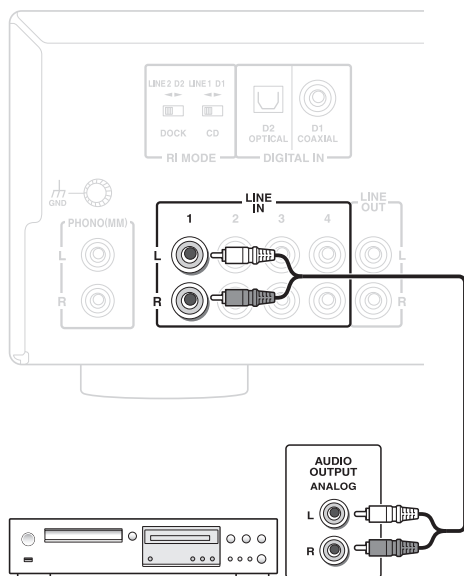 LINE2 D2 LINE1 D1
DOCK CD
RI MODE
D2 OPTICAL
D1 COAXIAL
DIGITAL IN
GND
PHONO(MM)
L
R
LINE IN
1 2 3 4
L
R
LINE OUT
L
R
AUDIO
OUTPUT
ANALOG
L
R